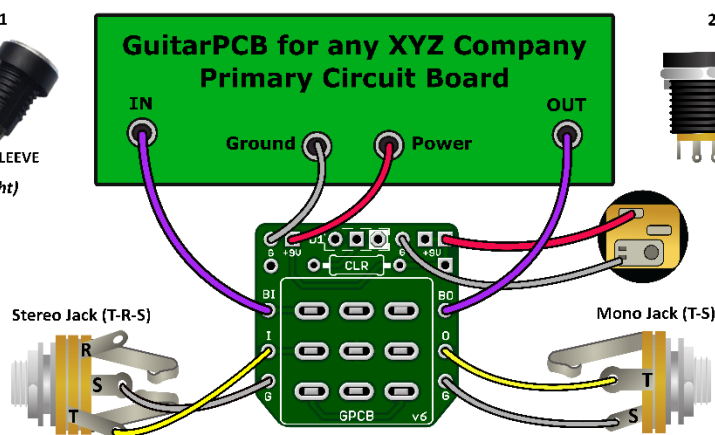 1
GuitarPCB for any XYZ Company
2
Primary Circuit Board
IN
OUT
Ground
Power
LEEVE
ht)
G
+9V
D1
G
+9V
CLR
BI
BO
Stereo Jack (T-R-S)
Mono Jack (T-S)
I
O
R
S
T
G
G
T
S
GPCB
v6